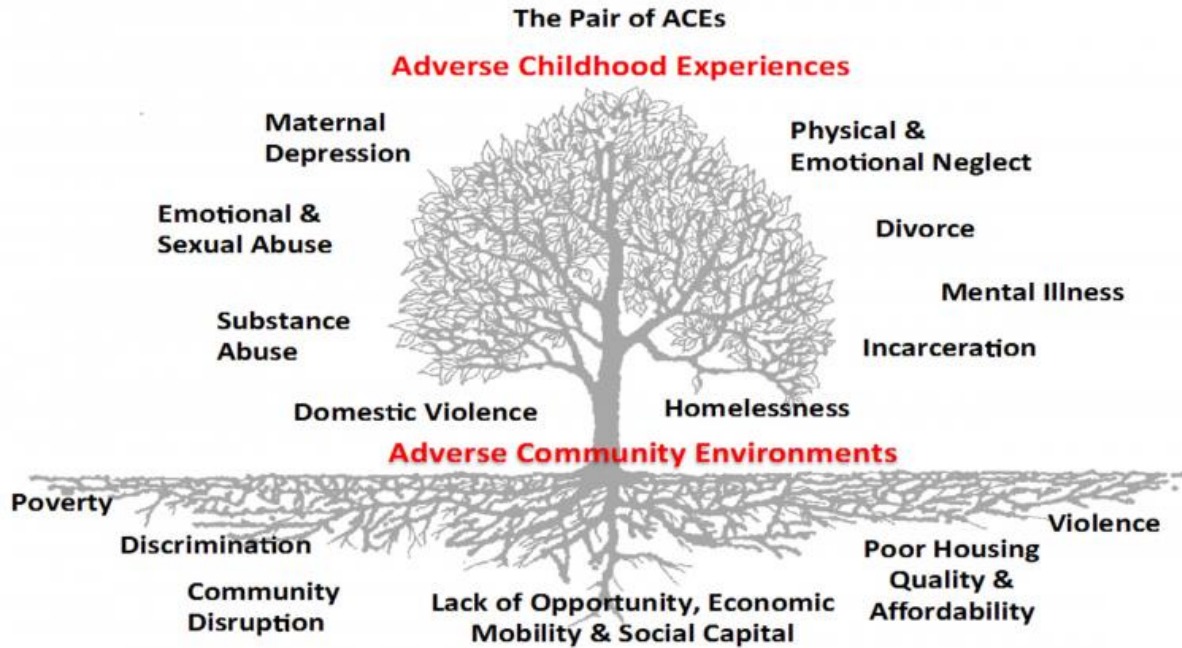 The Pair of ACEs
Adverse Childhood Experiences
Maternal
Depression
Physical &
Emotional Neglect
Emotional &
Sexual Abuse
Divorce
Mental Illness
Substance
Abuse
Incarceration
Domestic Violence
Homelessness
Adverse Community Environments
Poverty
Violence
Discrimination
Poor Housing
Quality &
Affordability
Community
Disruption
Lack of Opportunity, Economic
Mobility & Social Capital